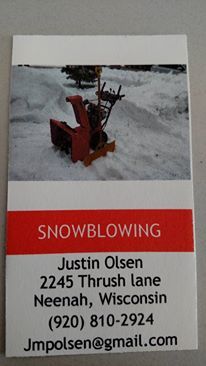 SNOWBLOWING
Justin Olsen
2245 Thrush lane
Neenah, Wisconsin
(920) 810-2924
Jmpolsen@gmail.com